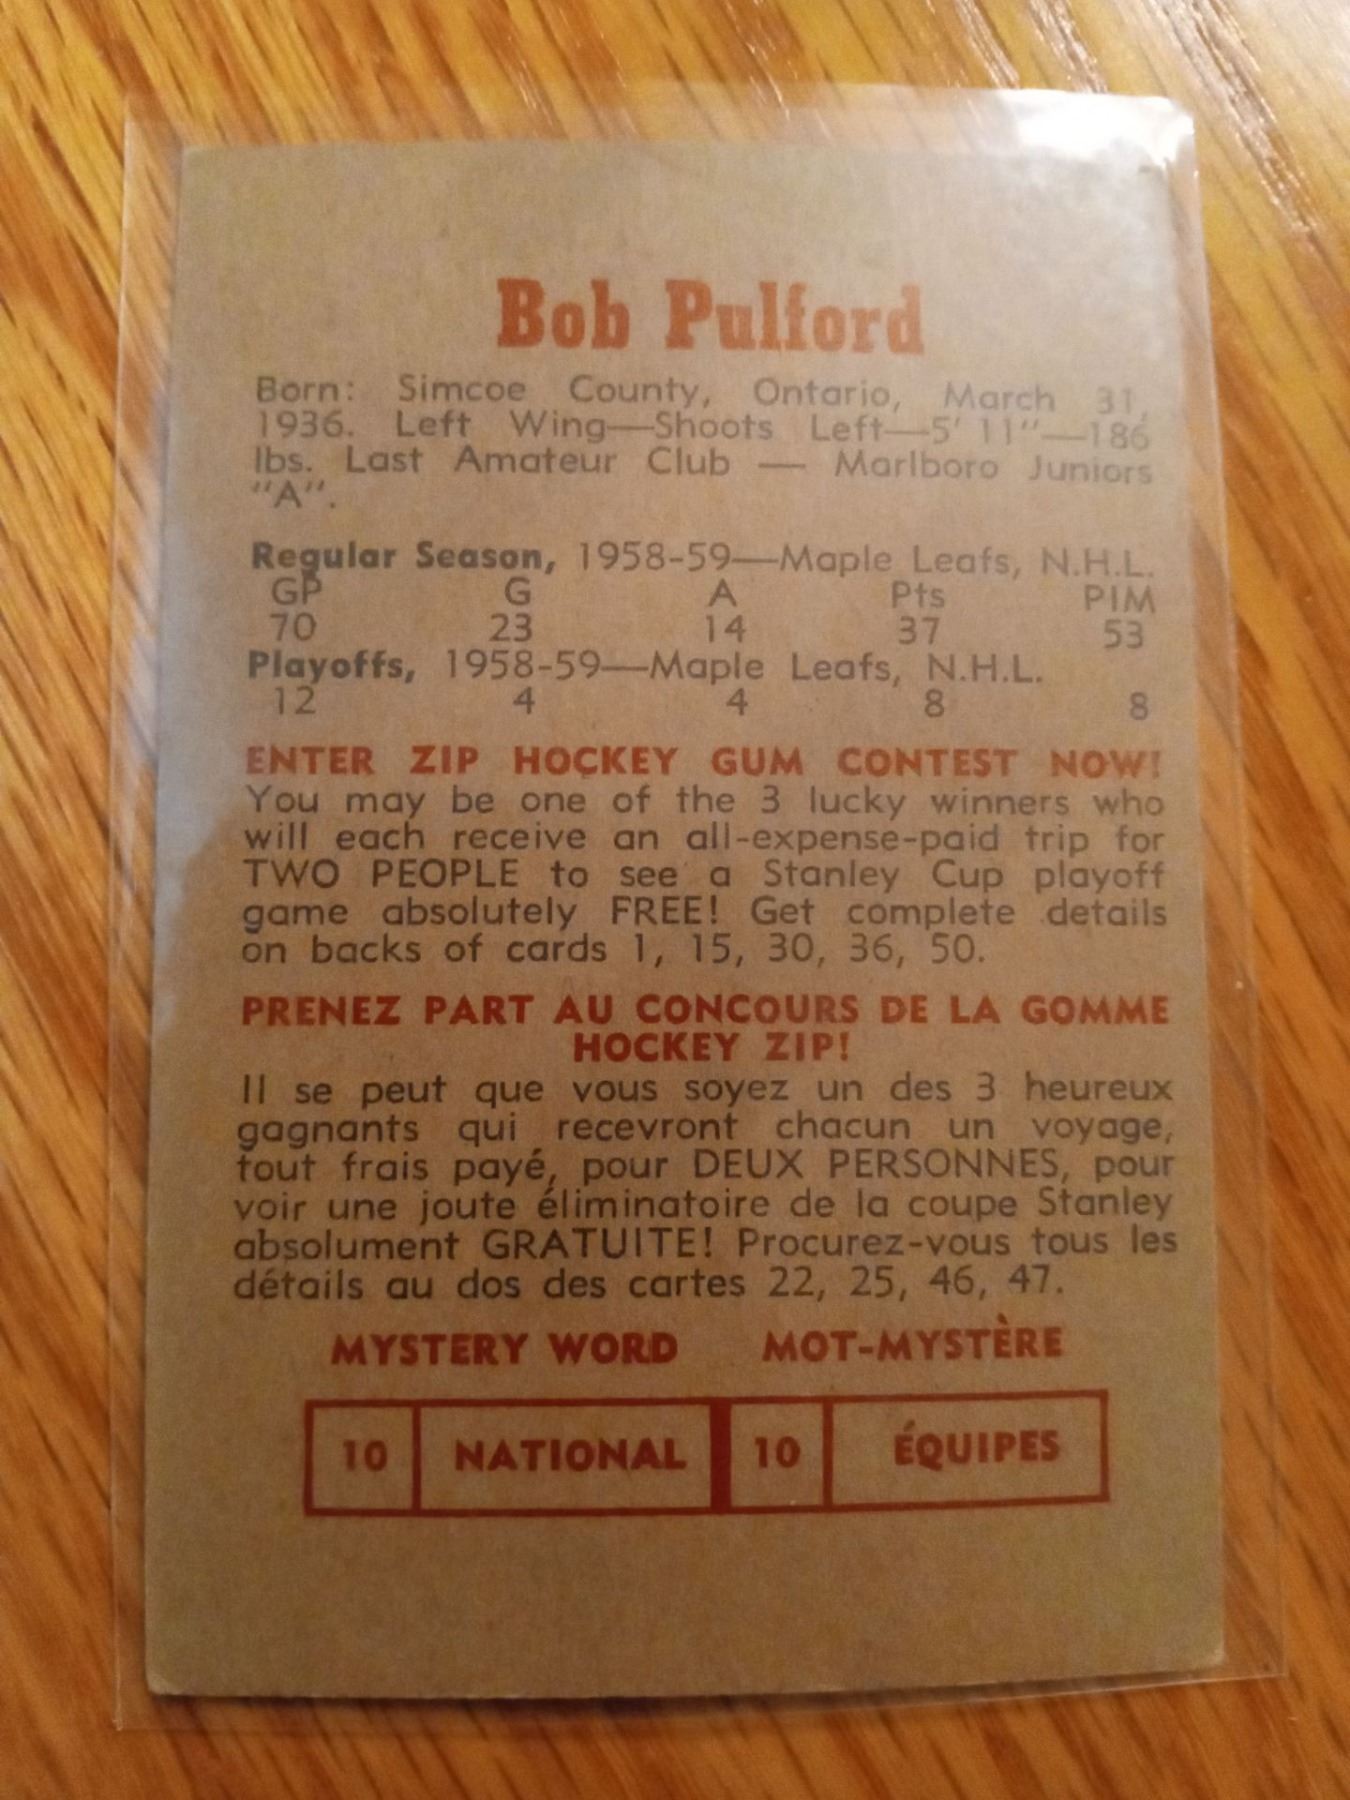 Bob Pulford
Born: Simcoe County, Ontario, March 31,
1936. Left Wing—Shoots Left—5' 11"—186
lbs. Last Amateur Club — Marlboro Juniors
"A".
Regular Season, 1958-59—Maple Leafs, N.H.L.
GP G A Pts PIM
70 23 14 37 53
Playoffs, 1958-59—Maple Leafs, N.H.L.
12 4 4 8 8
ENTER ZIP HOCKEY GUM CONTEST NOW!
You may be one of the 3 lucky winners who
will each receive an all-expense-paid trip for
TWO PEOPLE to see a Stanley Cup playoff
game absolutely FREE! Get complete details
on backs of cards 1, 15, 30, 36, 50.
PRENEZ PART AU CONCOURS DE LA GOMME
HOCKEY ZIP!
Il se peut que vous soyez un des 3 heureux
gagnants qui recevront chacun un voyage,
tout frais payé, pour DEUX PERSONNES, pour
voir une joute éliminatoire de la coupe Stanley
absolument GRATUITE! Procurez-vous tous les
détails au dos des cartes 22, 25, 46, 47.
MYSTERY WORD MOT-MYSTÈRE
10 NATIONAL 10 ÉQUIPES